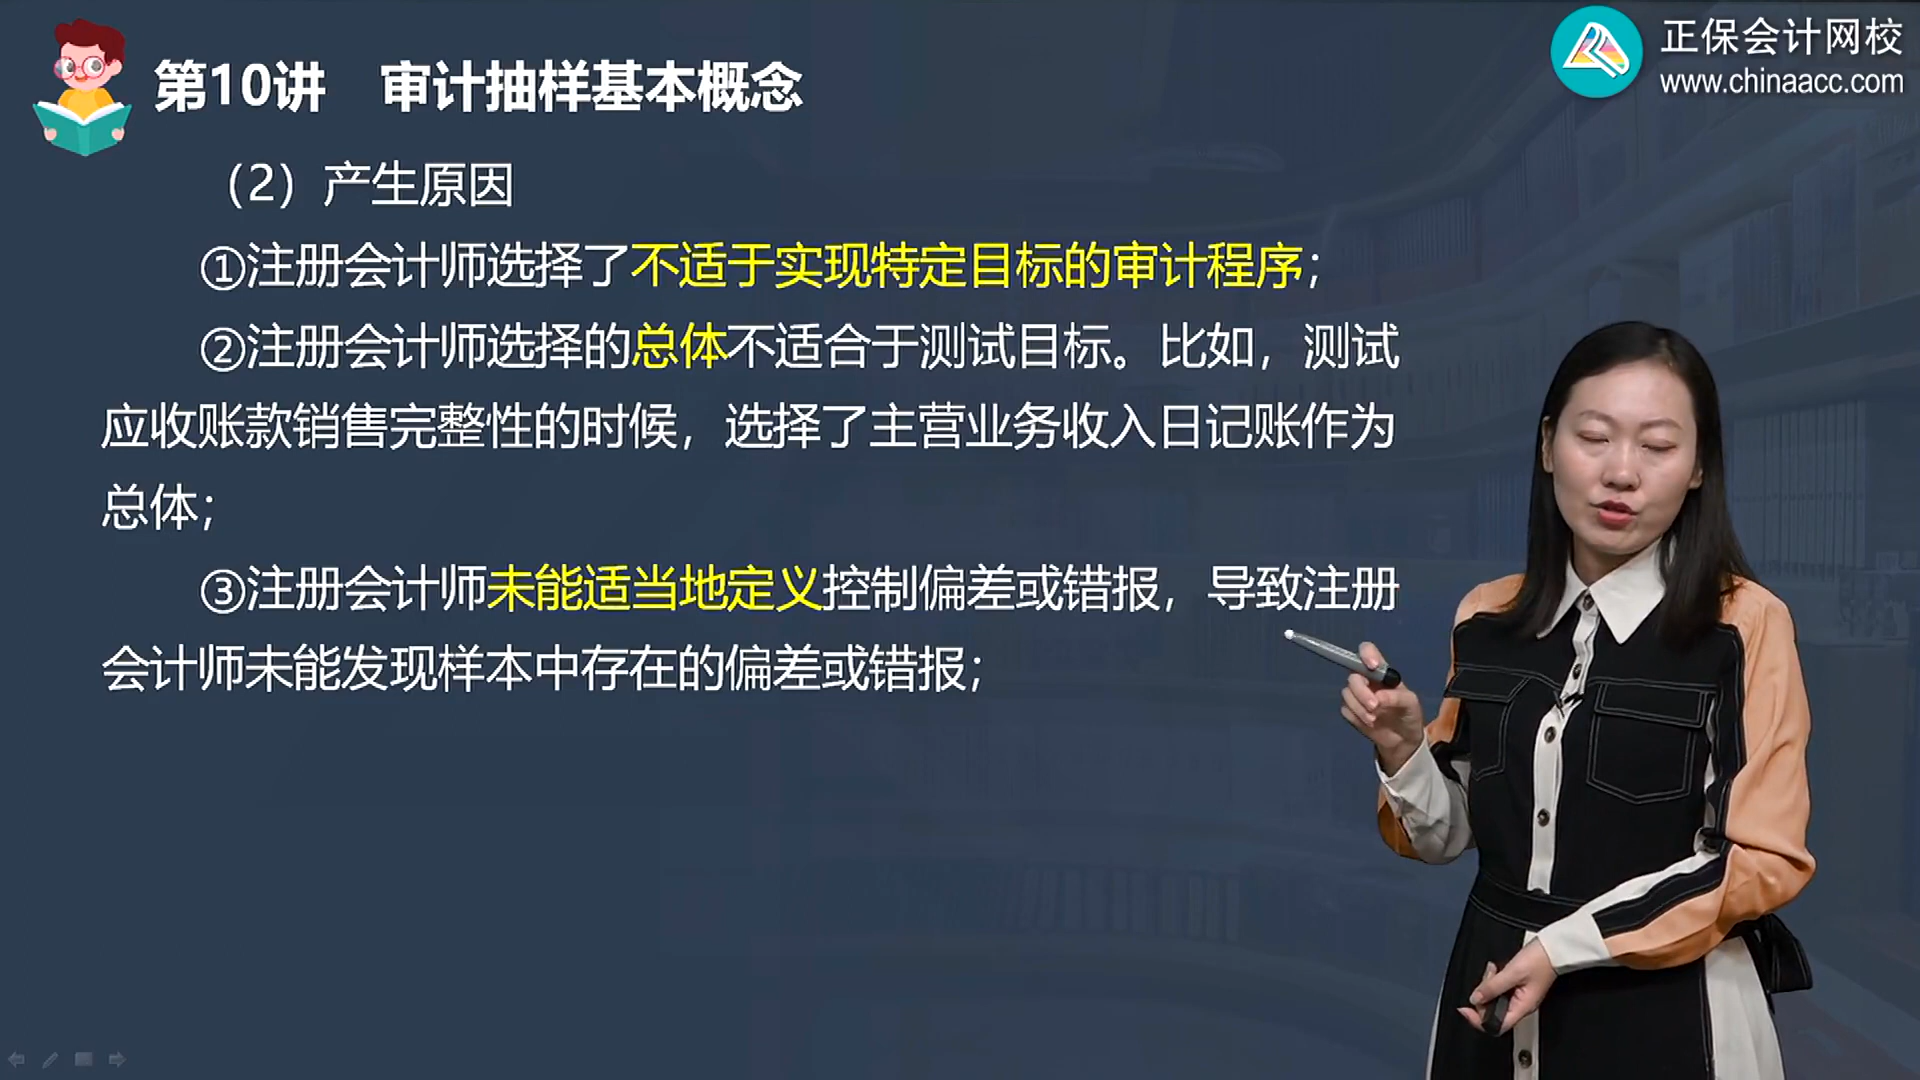 正保会计网校
www.chinaacc.com
第10讲 审计抽样基本概念
（2）产生原因
①注册会计师选择了不适于实现特定目标的审计程序；
②注册会计师选择的总体不适合于测试目标。比如，测试
应收账款销售完整性的时候，选择了主营业务收入日记账作为
总体；
③注册会计师未能适当地定义控制偏差或错报，导致注册
会计师未能发现样本中存在的偏差或错报；